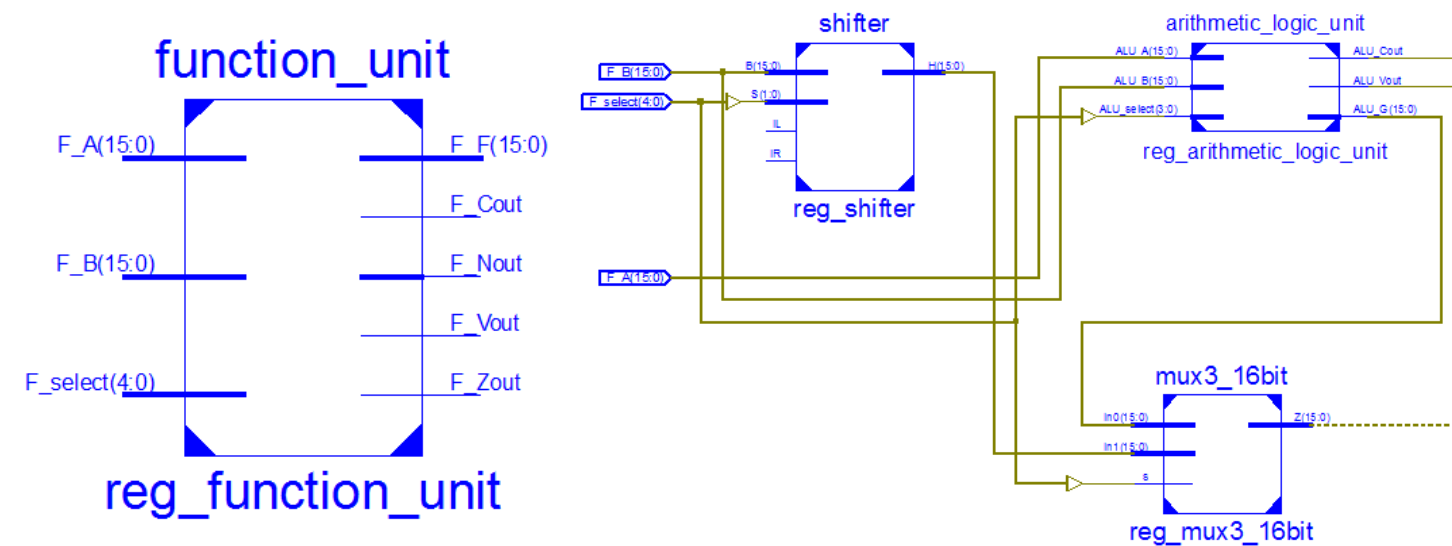 function_unit
F_A(15:0)
F_B(15:0)
F_select(4:0)
F_F(15:0)
F_Cout
F_Nout
F_Vout
F_Zout
reg_function_unit
F_B(15:0)
F_select(4:0)
F_A(15:0)
shifter
B(15:0)
S(1:0)
IL
IR
H(15:0)
reg_shifter
arithmetic_logic_unit
ALU_A(15:0)
ALU_B(15:0)
ALU_select(3:0)
ALU_Cout
ALU_Vout
ALU_G(15:0)
reg_arithmetic_logic_unit
mux3_16bit
In0(15:0)
In1(15:0)
s
Z(15:0)
reg_mux3_16bit